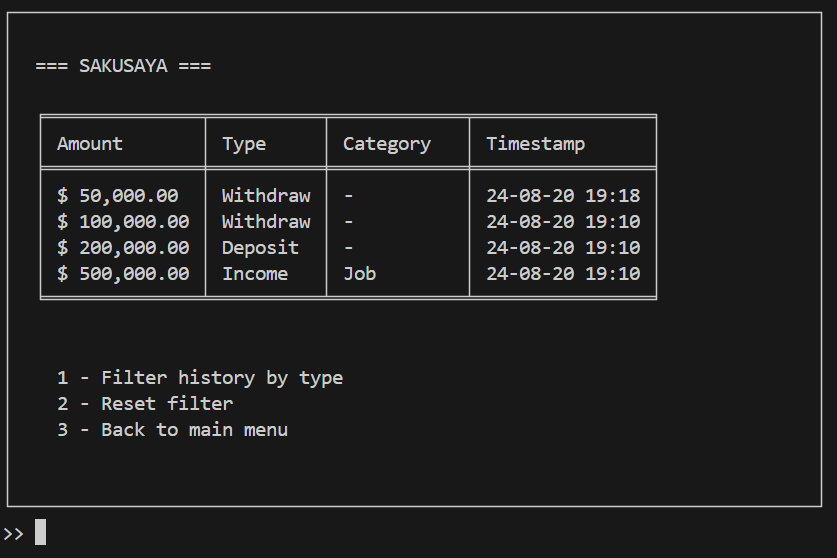 === SAKUSAYA ===
Amount Type Category Timestamp
$ 50,000.00 Withdraw - 24-08-20 19:18
$ 100,000.00 Withdraw - 24-08-20 19:10
$ 200,000.00 Deposit - 24-08-20 19:10
$ 500,000.00 Income Job 24-08-20 19:10
1 - Filter history by type
2 - Reset filter
3 - Back to main menu
>>